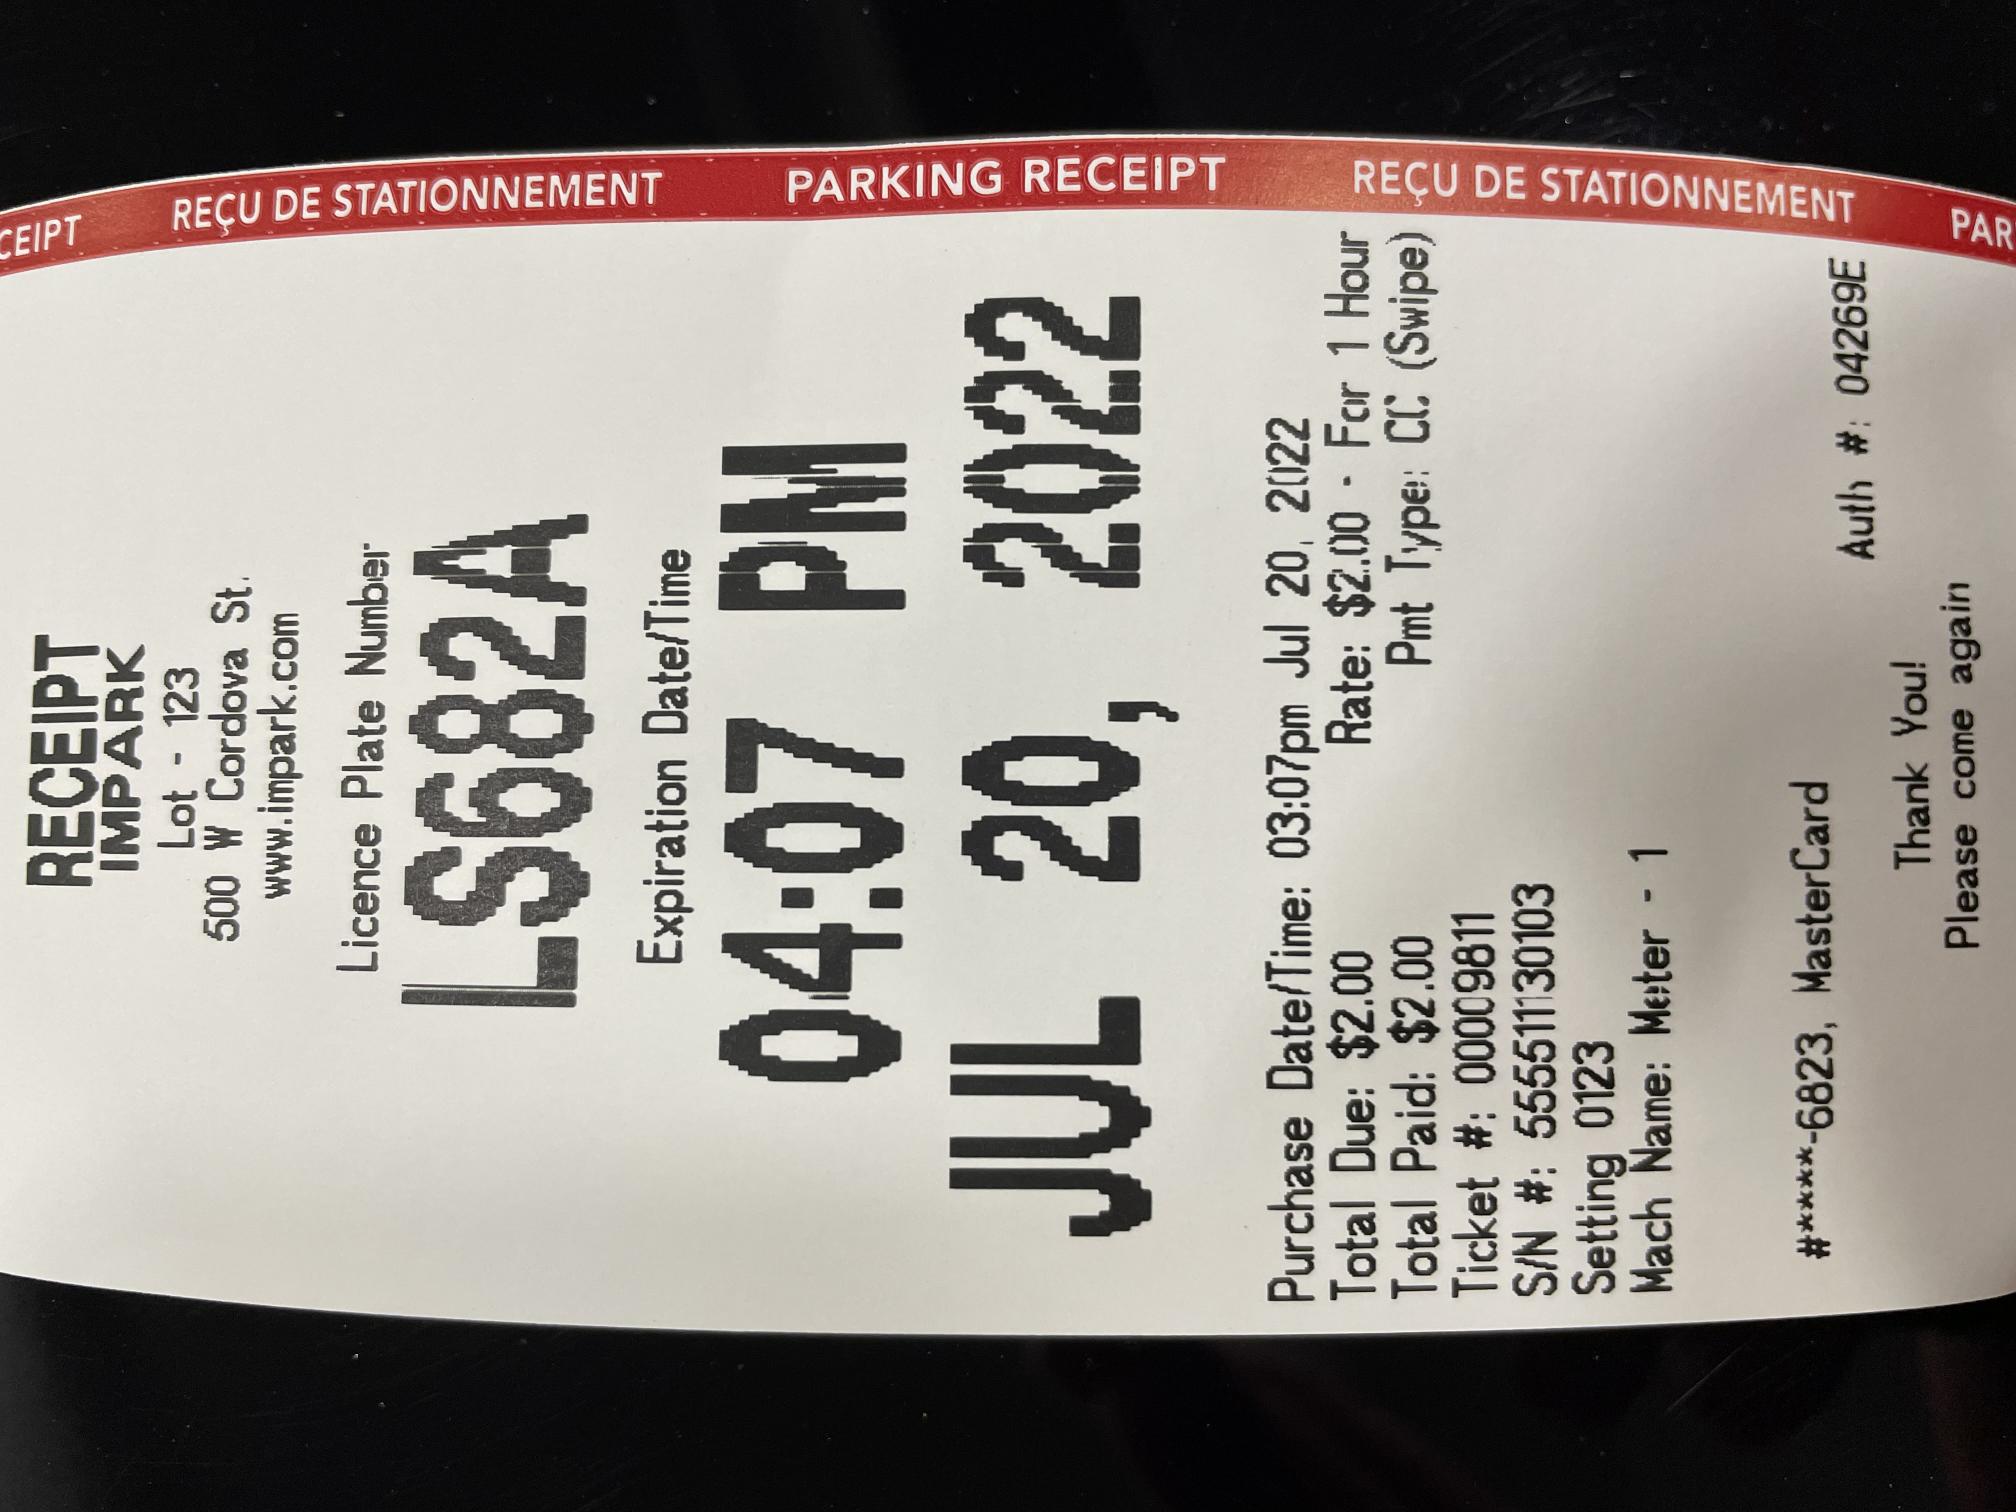 RECEIPT
IMPARK
Lot - 123
500 W Cordova St.
www.impark.com
Licence Plate Number
LS682A
Expiration Date/Time
04:07 PM
JUL 20, 2022
Purchase Date/Time: 03:07pm Jul 20, 2022
Total Due: $2.00 Rate: $2.00 - For 1 Hour
Total Paid: $2.00 Pmt Type: CC (Swipe)
Ticket #: 00009811
S/N #: 555511130103
Setting 0123
Mach Name: Meter - 1
#****-6823, MasterCard
Auth #: 04269E
Thank You!
Please come again
CEIPT REÇU DE STATIONNEMENT PARKING RECEIPT REÇU DE STATIONNEMENT PAR